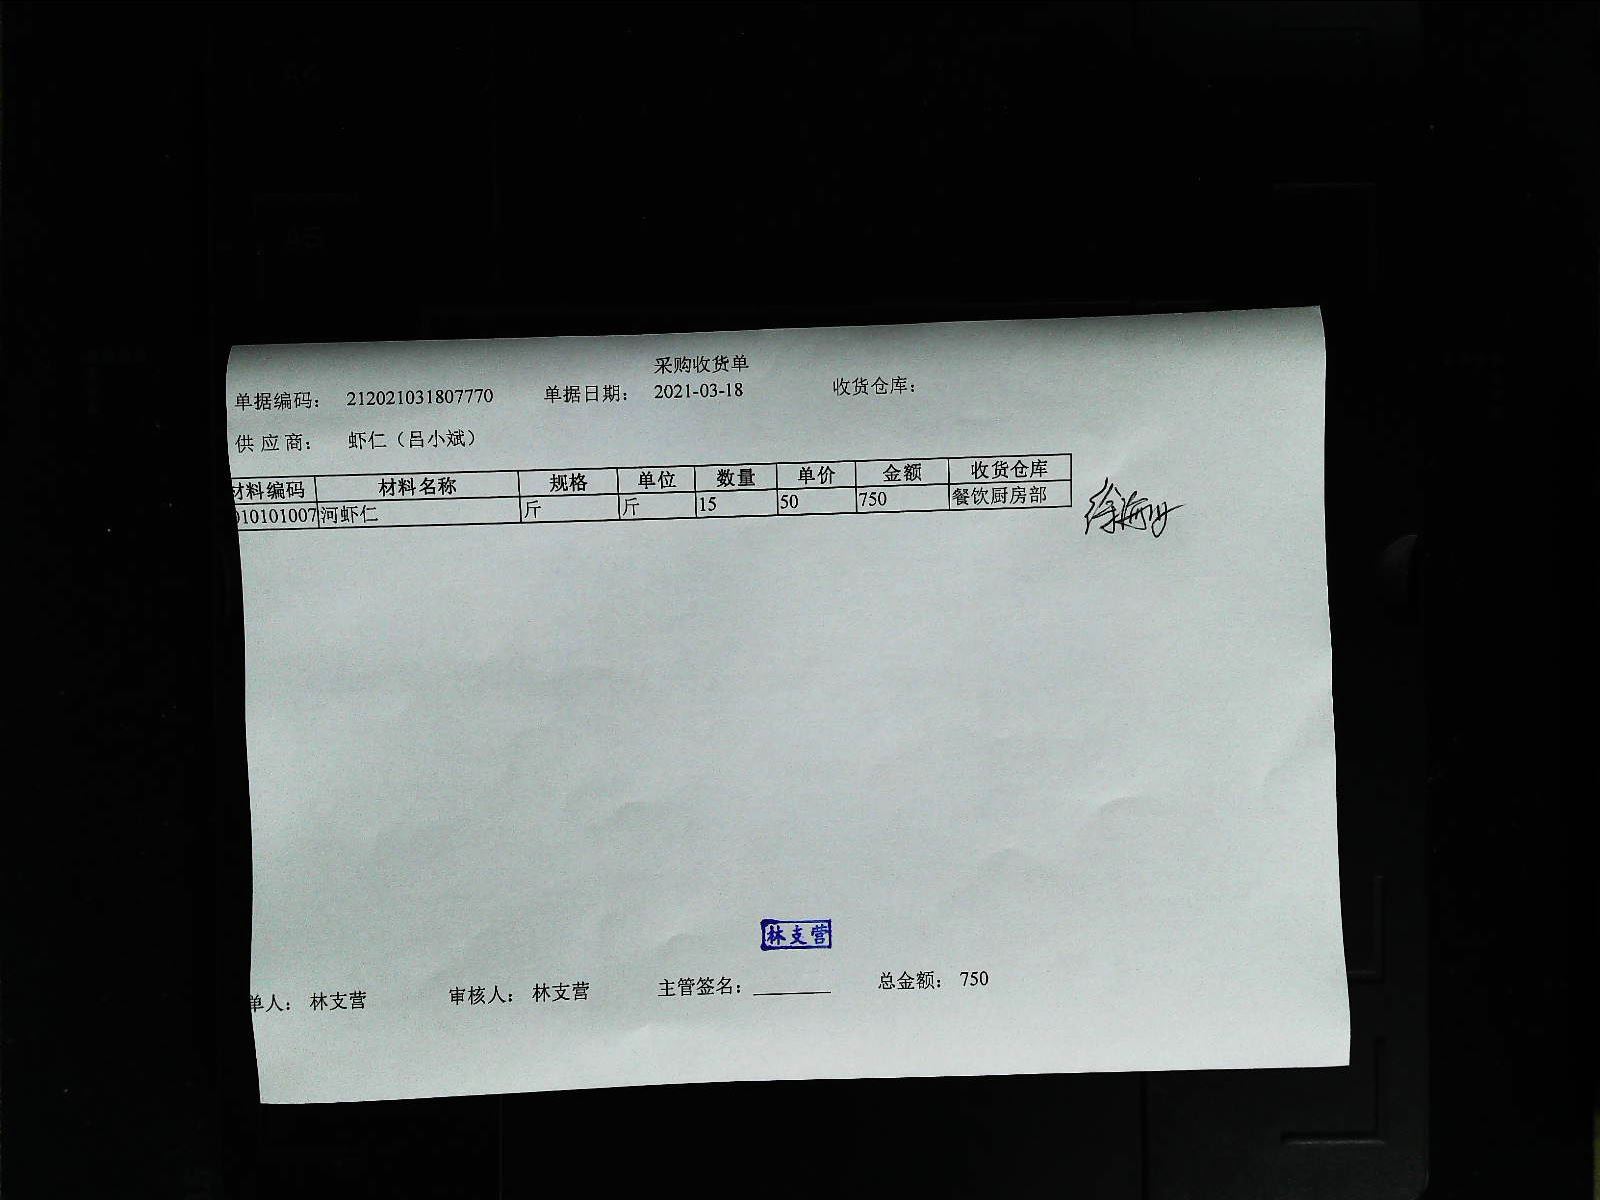 采购收货单
单据编码： 212021031807770 单据日期： 2021-03-18 收货仓库：
供 应 商： 虾仁（吕小斌）
材料编码 材料名称 规格 单位 数量 单价 金额 收货仓库
010101007 河虾仁 斤 斤 15 50 750 餐饮厨房部
林支营
单人： 林支营 审核人： 林支营 主管签名： 总金额： 750